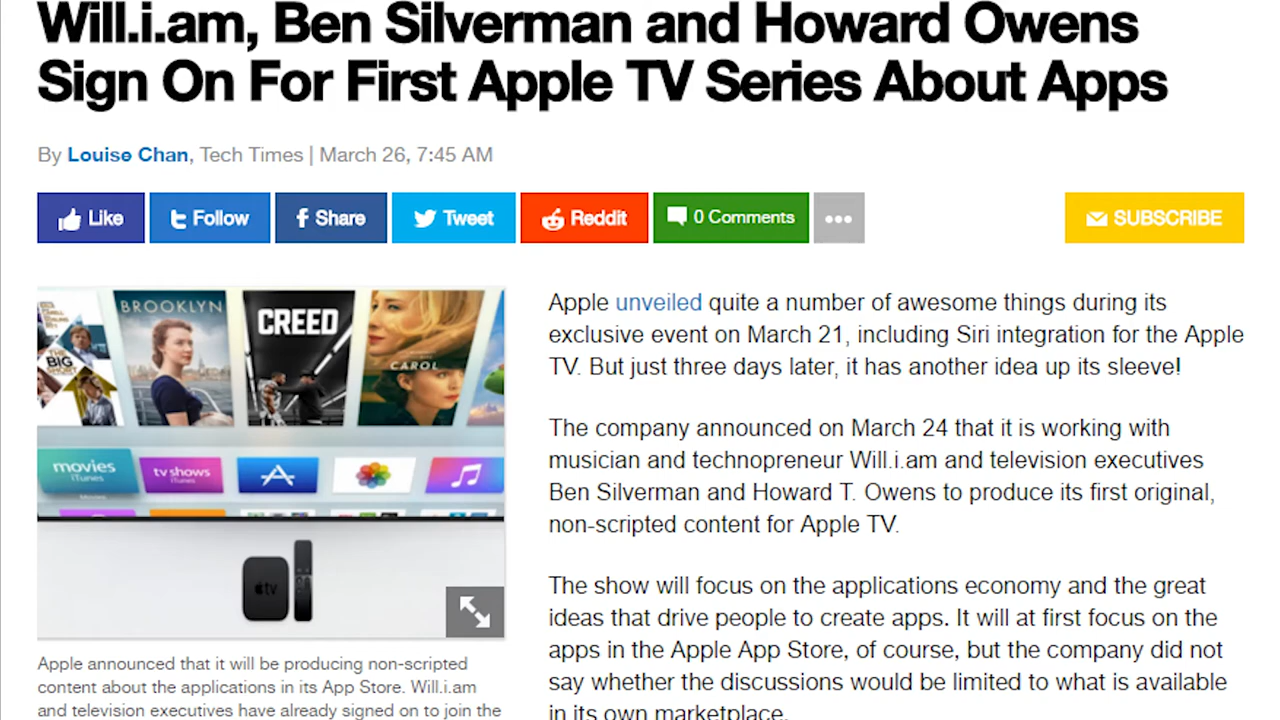 Will.i.am, Ben Silverman and Howard Owens
Sign On For First Apple TV Series About Apps
By Louise Chan, Tech Times | March 26, 7:45 AM
Like
Follow
Share
Tweet
Reddit
0 Comments
SUBSCRIBE
THE BIG
BROOKLYN
CREED
CAROL
movies
iTunes
tv shows
iTunes
Movies
tv
Apple announced that it will be producing non-scripted
content about the applications in its App Store. Will.i.am
and television executives have already signed on to join the
Apple unveiled quite a number of awesome things during its
exclusive event on March 21, including Siri integration for the Apple
TV. But just three days later, it has another idea up its sleeve!
The company announced on March 24 that it is working with
musician and technopreneur Will.i.am and television executives
Ben Silverman and Howard T. Owens to produce its first original,
non-scripted content for Apple TV.
The show will focus on the applications economy and the great
ideas that drive people to create apps. It will at first focus on the
apps in the Apple App Store, of course, but the company did not
say whether the discussions would be limited to what is available
in its own marketplace.